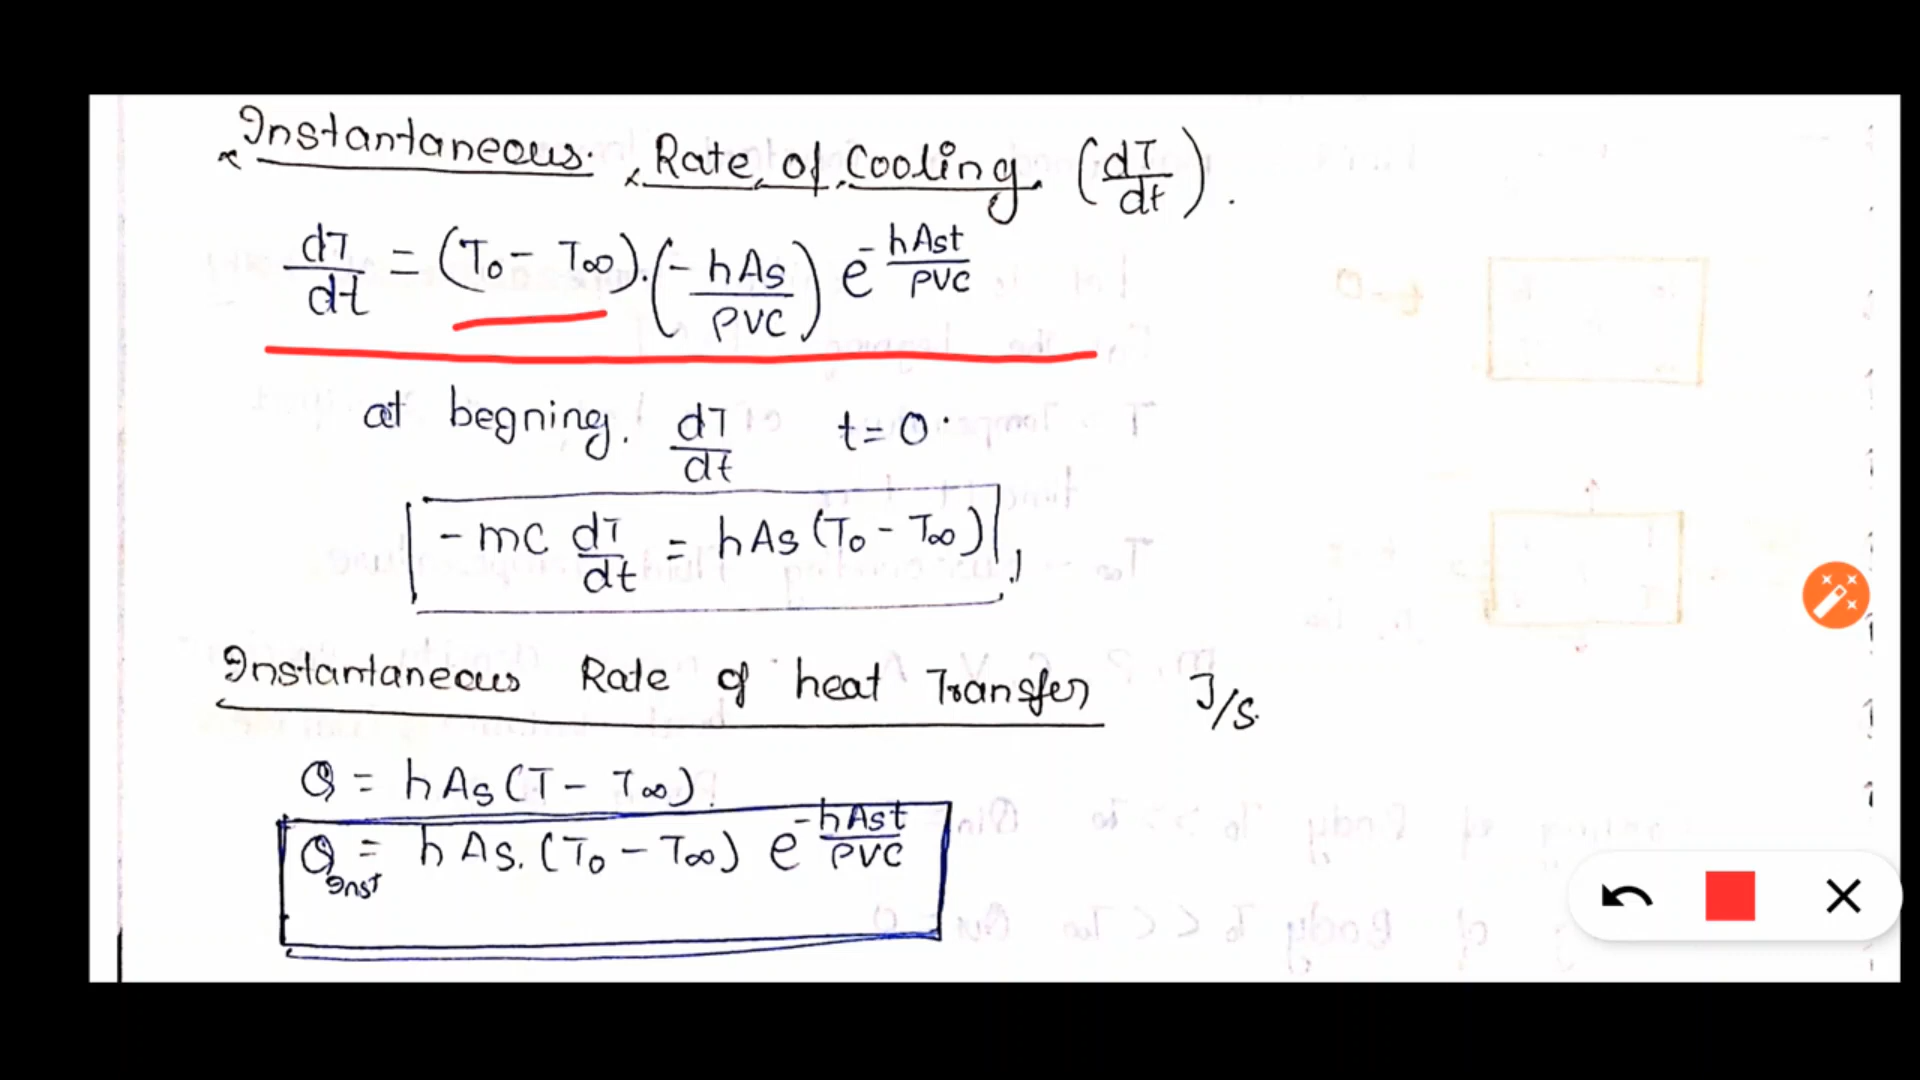 Instantaneous Rate of Cooling (dT/dt).
dT/dt = (T₀ - T∞).(-hAs/ρVC) e^(-hAst/ρVC)
at begning. dT/dt t=0
-mc dT/dt = hAs (T₀ - T∞)
Instantaneous Rate of heat Transfer J/s.
Q = hAs (T - T∞).
Q Inst = hAs. (T₀ - T∞) e^(-hAst/ρVC)